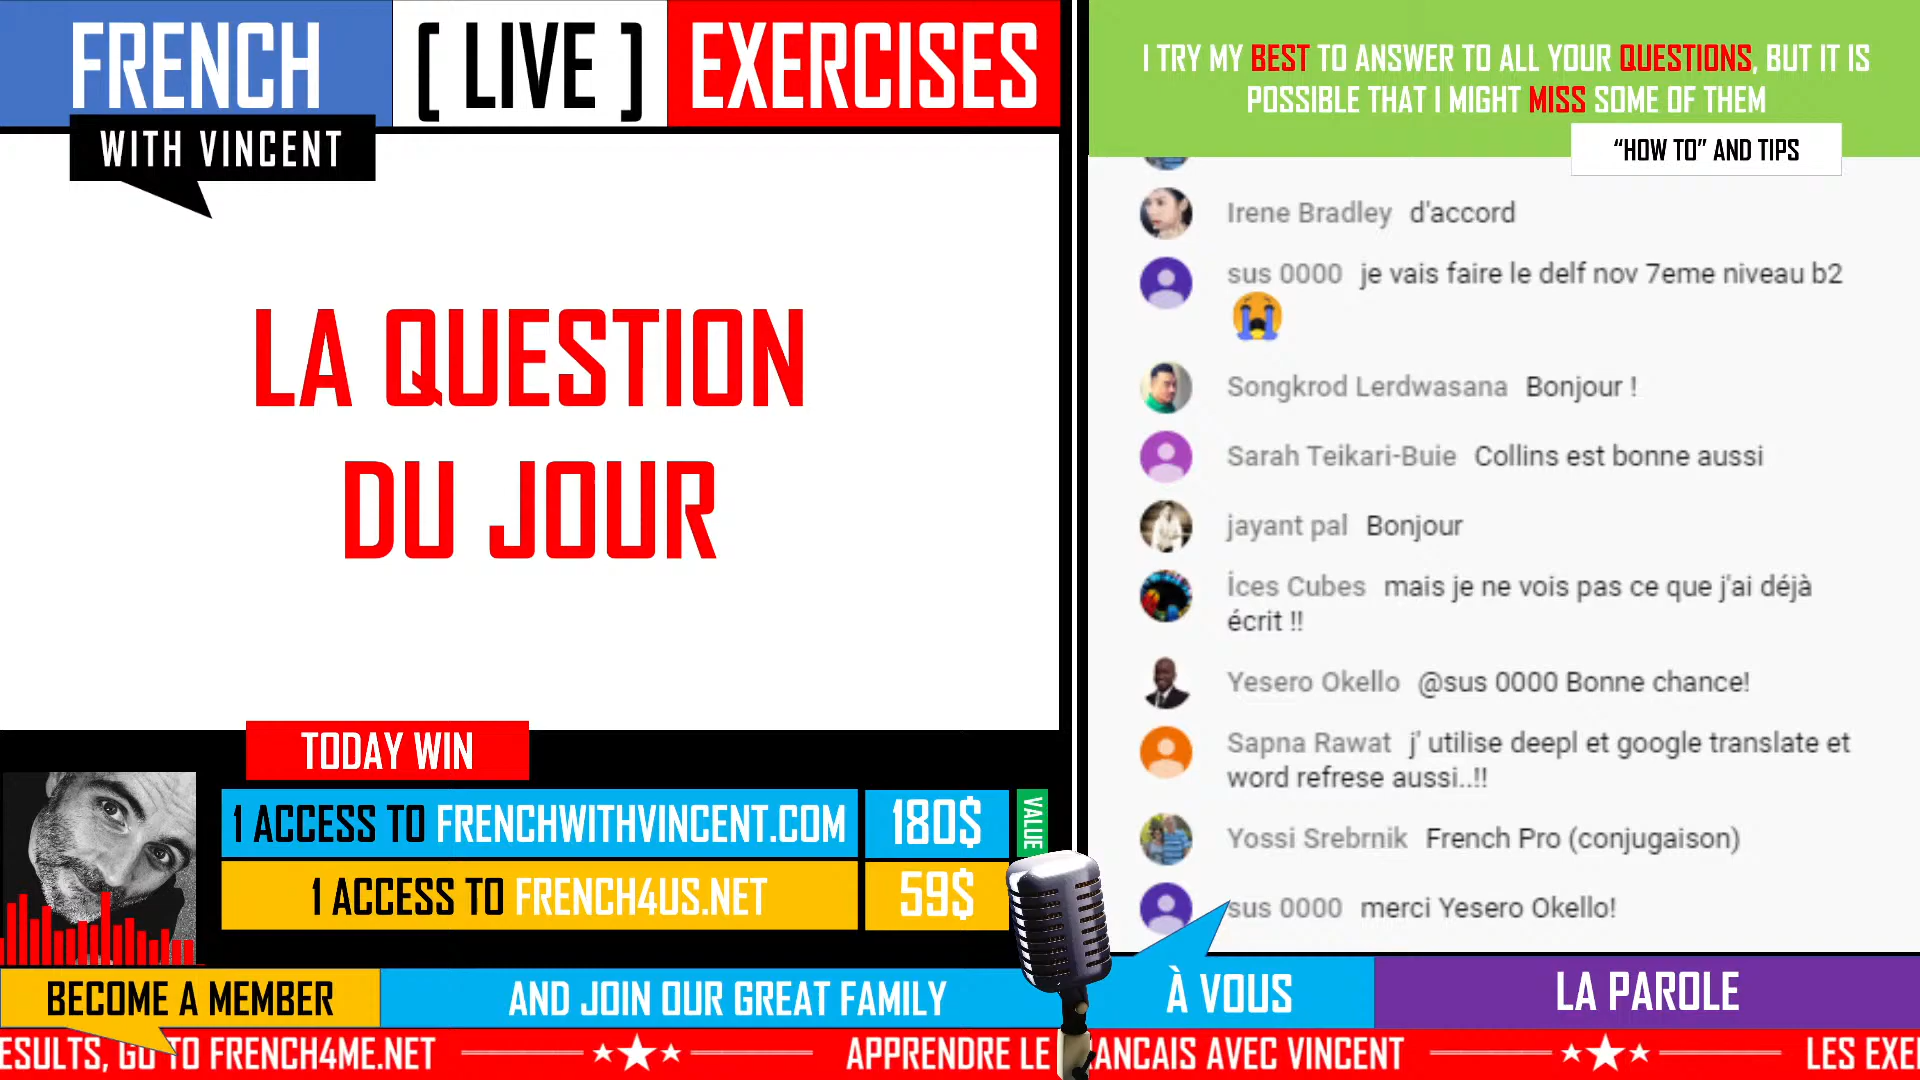 FRENCH
[ LIVE ]
EXERCISES
WITH VINCENT
LA QUESTION
DU JOUR
TODAY WIN
1 ACCESS TO FRENCHWITHVINCENT.COM
180$
VALUE
1 ACCESS TO FRENCH4US.NET
59$
BECOME A MEMBER
AND JOIN OUR GREAT FAMILY
I TRY MY BEST TO ANSWER TO ALL YOUR QUESTIONS, BUT IT IS
POSSIBLE THAT I MIGHT MISS SOME OF THEM
“HOW TO” AND TIPS
Irene Bradley d'accord
sus 0000 je vais faire le delf nov 7eme niveau b2
Songkrod Lerdwasana Bonjour !
Sarah Teikari-Buie Collins est bonne aussi
jayant pal Bonjour
İces Cubes mais je ne vois pas ce que j'ai déjà
écrit !!
Yesero Okello @sus 0000 Bonne chance!
Sapna Rawat j' utilise deepl et google translate et
word refrese aussi..!!
Yossi Srebrnik French Pro (conjugaison)
sus 0000 merci Yesero Okello!
À VOUS
LA PAROLE
ESULTS, GO TO FRENCH4ME.NET
APPRENDRE LE ANCAIS AVEC VINCENT
LES EXE